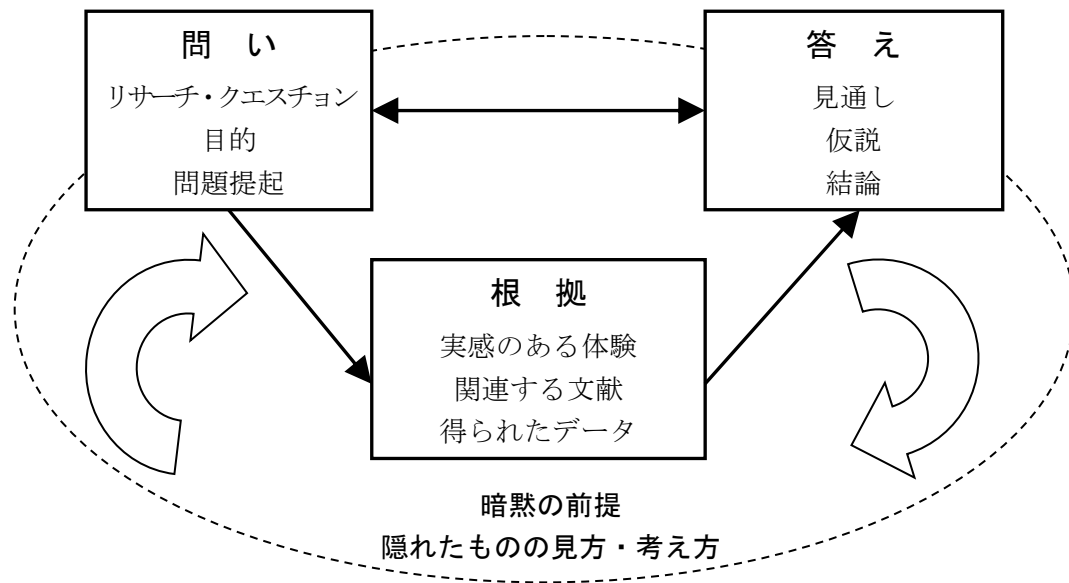 問　い
リサーチ・クエスチョン
目的
問題提起
答　え
見通し
仮説
結論
根　拠
実感のある体験
関連する文献
得られたデータ
暗黙の前提
隠れたものの見方・考え方